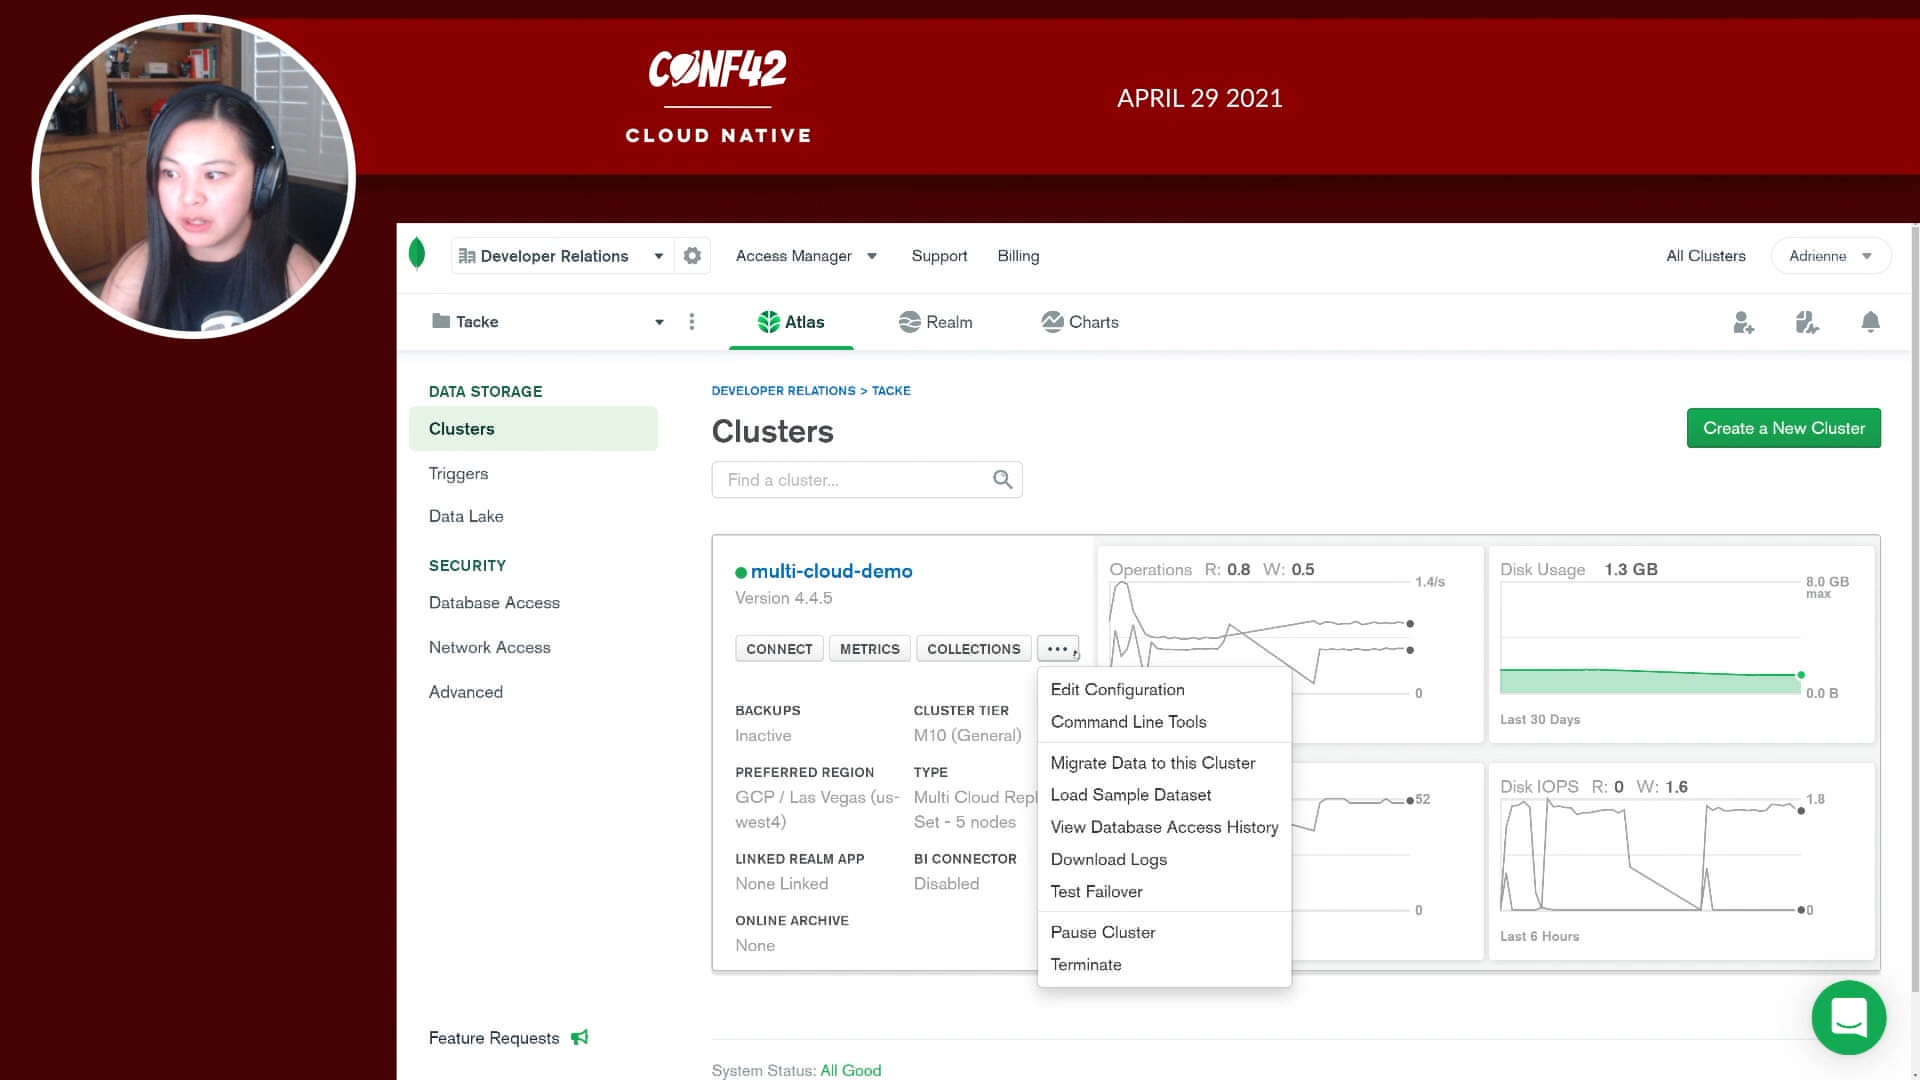 CONF42
CLOUD NATIVE
APRIL 29 2021
Developer Relations
Access Manager
Support
Billing
All Clusters
Adrienne
Tacke
Atlas
Realm
Charts
DATA STORAGE
Clusters
Triggers
Data Lake
SECURITY
Database Access
Network Access
Advanced
Feature Requests
DEVELOPER RELATIONS > TACKE
Clusters
Create a New Cluster
Find a cluster...
multi-cloud-demo
Version 4.4.5
CONNECT
METRICS
COLLECTIONS
...
BACKUPS
Inactive
CLUSTER TIER
M10 (General)
PREFERRED REGION
GCP / Las Vegas (us-
west4)
TYPE
Multi Cloud Repl
Set - 5 nodes
LINKED REALM APP
None Linked
BI CONNECTOR
Disabled
ONLINE ARCHIVE
None
Edit Configuration
Command Line Tools
Migrate Data to this Cluster
Load Sample Dataset
View Database Access History
Download Logs
Test Failover
Pause Cluster
Terminate
Operations R: 0.8 W: 0.5
1.4/s
0
Disk Usage 1.3 GB
8.0 GB
max
0.0 B
Last 30 Days
52
0
Disk IOPS R: 0 W: 1.6
1.8
0
Last 6 Hours
System Status: All Good